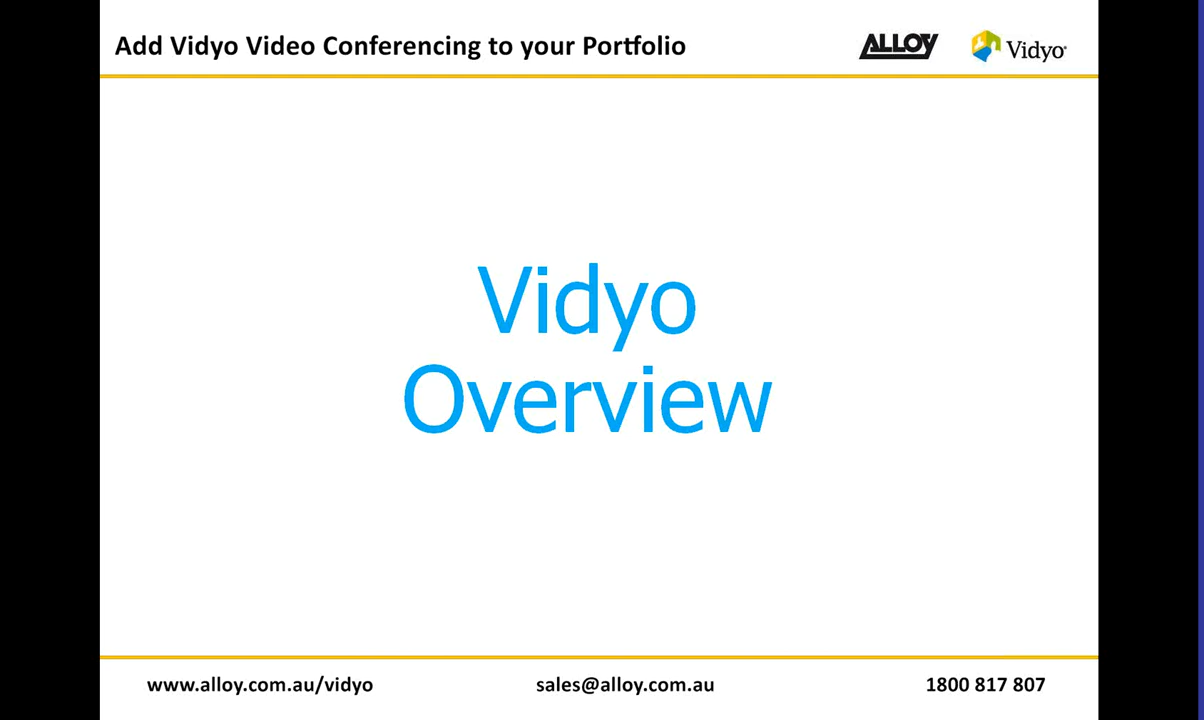 Add Vidyo Video Conferencing to your Portfolio
ALLOY
Vidyo
Vidyo
Overview
www.alloy.com.au/vidyo
sales@alloy.com.au
1800 817 807